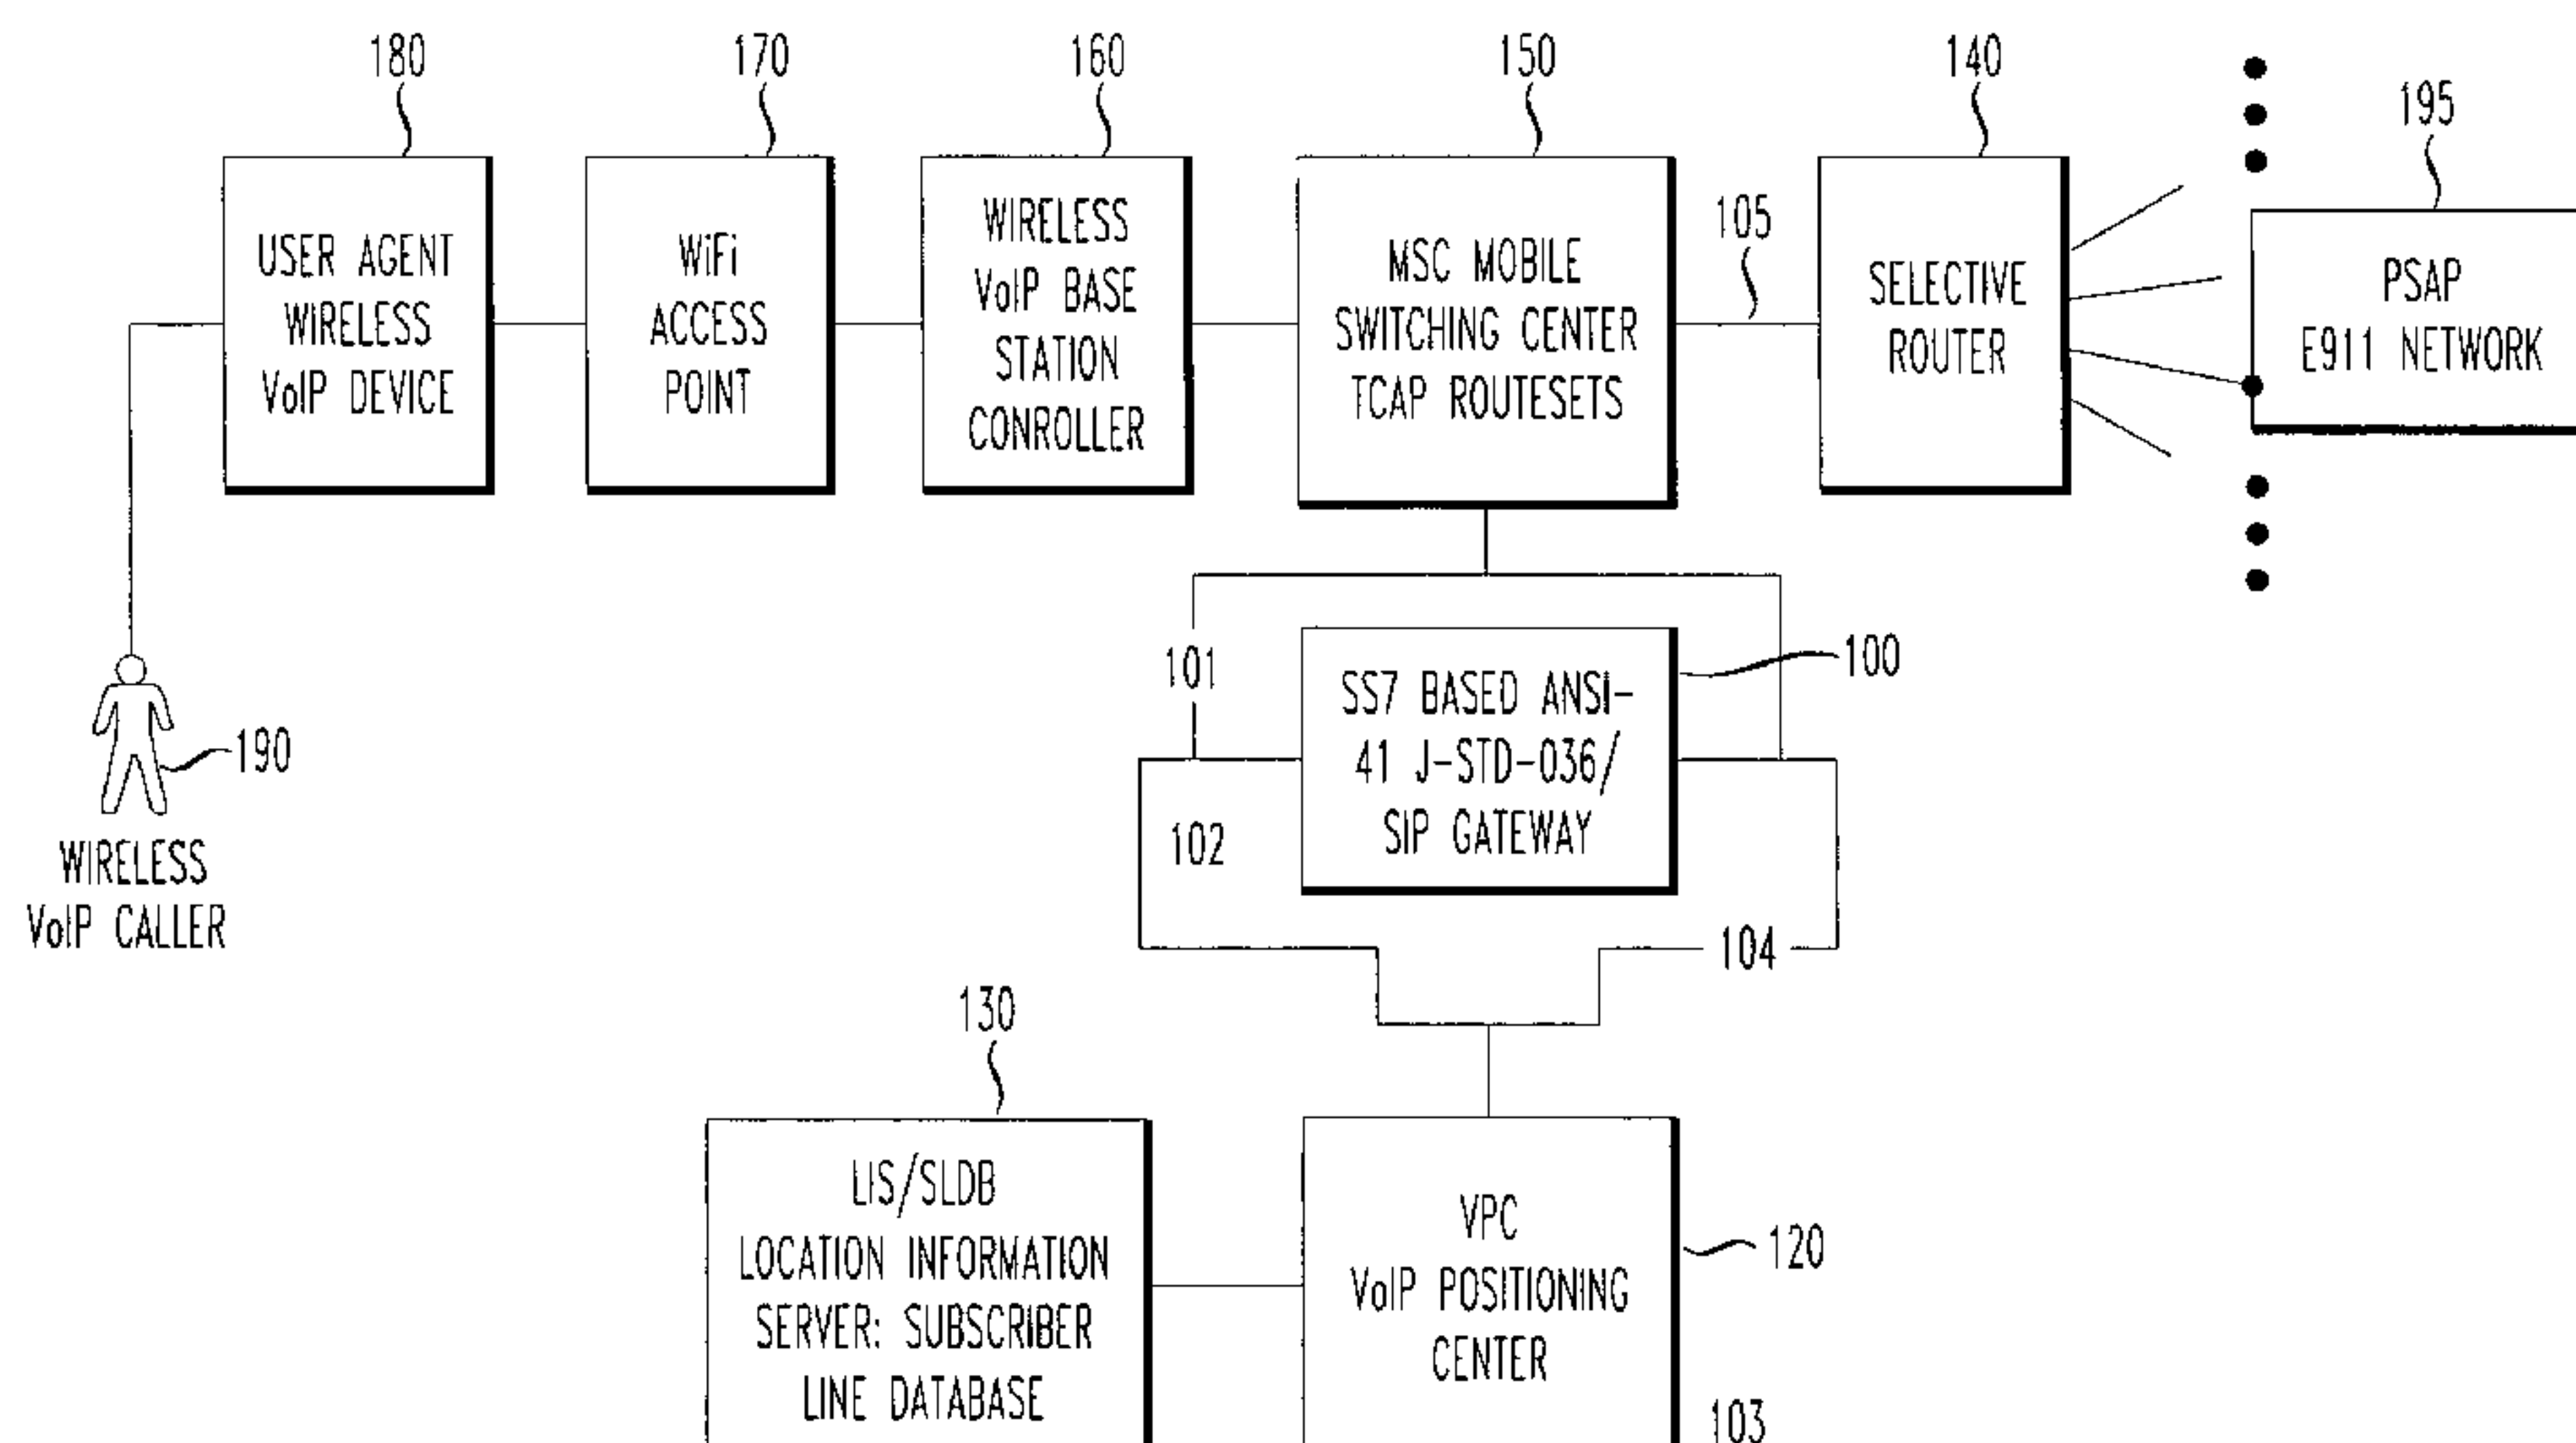 180
170
160
150
140
195
105
USER AGENT
WIRELESS
VoIP DEVICE
WiFi
ACCESS
POINT
WIRELESS
VoIP BASE
STATION
CONROLLER
MSC MOBILE
SWITCHING CENTER
TCAP ROUTESETS
SELECTIVE
ROUTER
PSAP
E911 NETWORK
101
100
SS7 BASED ANSI-
41 J-STD-036/
SIP GATEWAY
102
104
190
WIRELESS
VoIP CALLER
130
LIS/SLDB
LOCATION INFORMATION
SERVER: SUBSCRIBER
LINE DATABASE
VPC
VoIP POSITIONING
CENTER
120
103